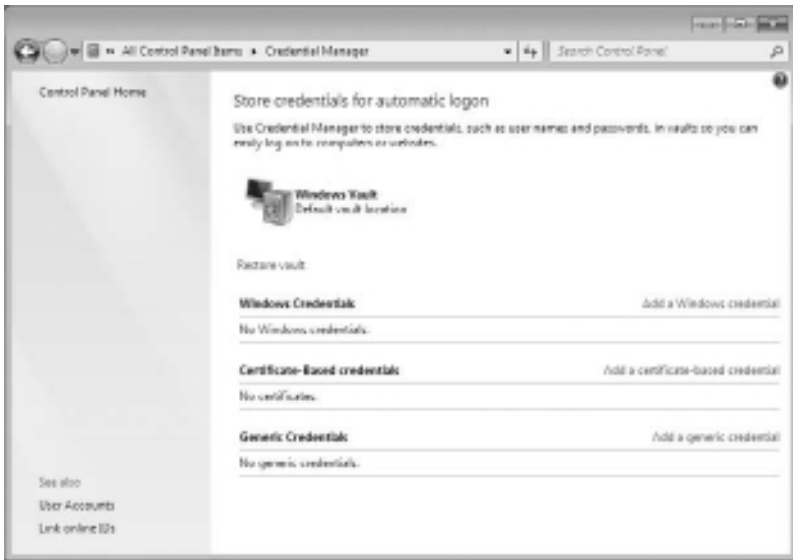 All Control Panel Items ▸ Credential Manager
Search Control Panel
Control Panel Home
Store credentials for automatic logon
Use Credential Manager to store credentials, such as user names and passwords, in vaults so you can
easily log on to computers or websites.
Windows Vault
Default vault location
Restore vault
Windows Credentials Add a Windows credential
No Windows credentials.
Certificate-Based credentials Add a certificate-based credential
No certificates.
Generic Credentials Add a generic credential
No generic credentials.
See also
User Accounts
Link online IDs